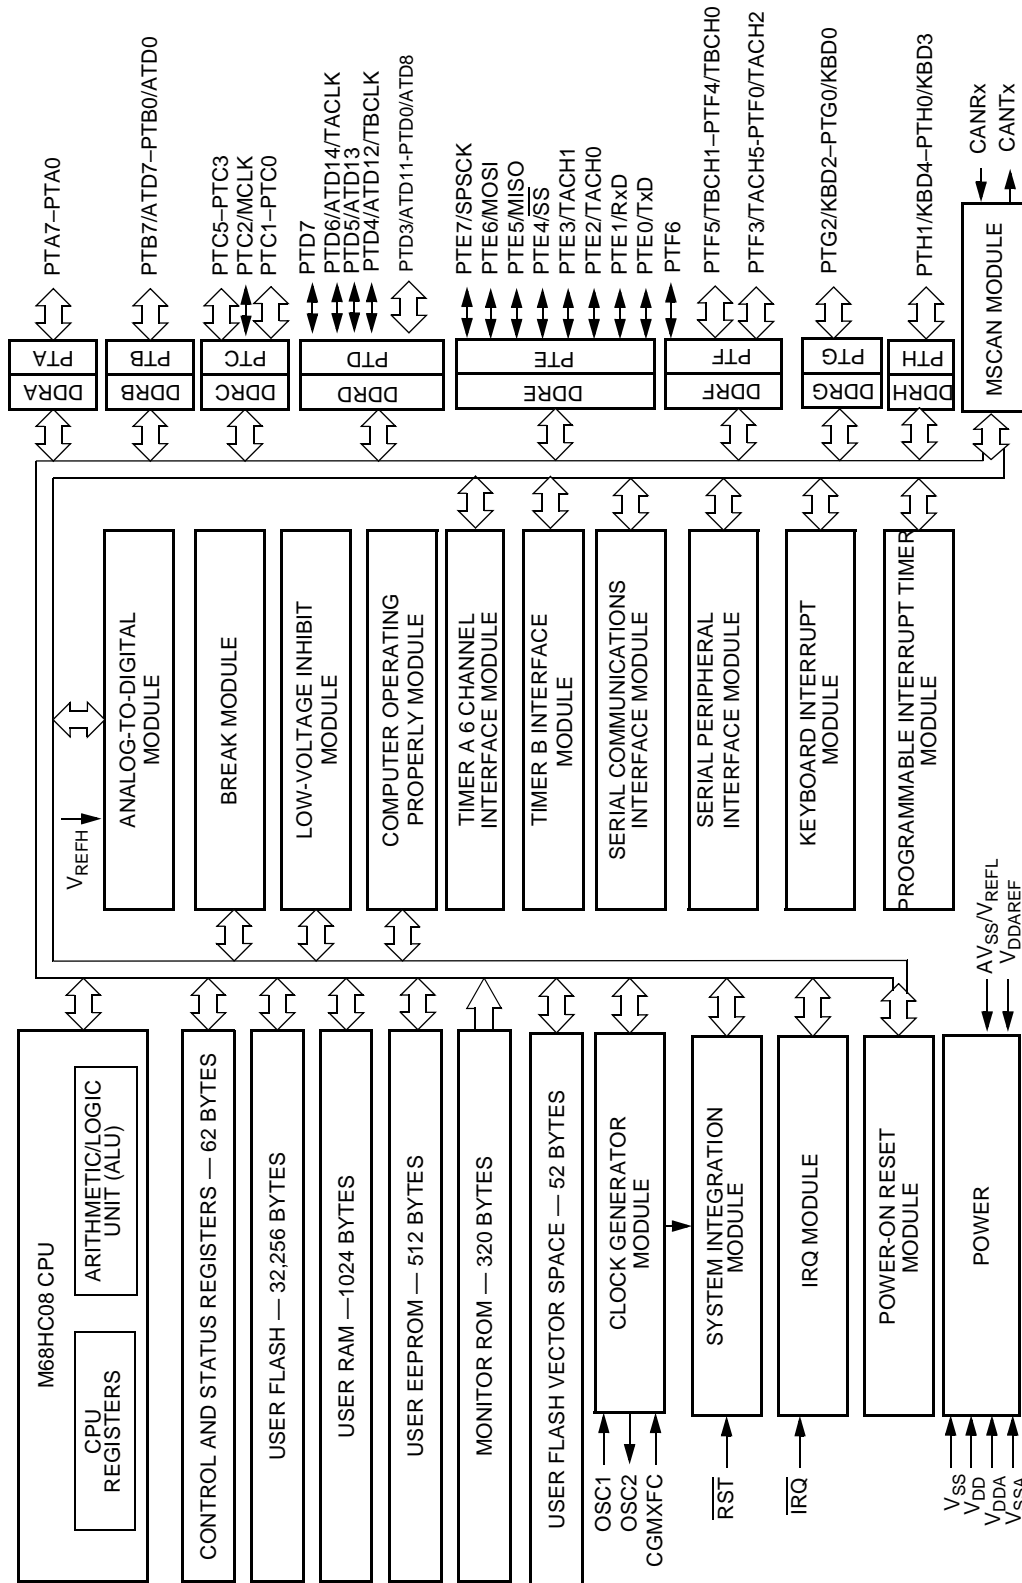 M68HC08 CPU
CPU
REGISTERS
ARITHMETIC/LOGIC
UNIT (ALU)
CONTROL AND STATUS REGISTERS — 62 BYTES
USER FLASH — 32,256 BYTES
USER RAM —1024 BYTES
USER EEPROM — 512 BYTES
MONITOR ROM — 320 BYTES
USER FLASH VECTOR SPACE — 52 BYTES
OSC1
OSC2
CGMXFC
CLOCK GENERATOR
MODULE
RST
SYSTEM INTEGRATION
MODULE
IRQ
IRQ MODULE
POWER-ON RESET
MODULE
VSS
VDD
VDDA
VSSA
POWER
AVSS/VREFL
VDDAREF
VREFH
ANALOG-TO-DIGITAL
MODULE
BREAK MODULE
LOW-VOLTAGE INHIBIT
MODULE
COMPUTER OPERATING
PROPERLY MODULE
TIMER A 6 CHANNEL
INTERFACE MODULE
TIMER B INTERFACE
MODULE
SERIAL COMMUNICATIONS
INTERFACE MODULE
SERIAL PERIPHERAL
INTERFACE MODULE
KEYBOARD INTERRUPT
MODULE
PROGRAMMABLE INTERRUPT TIMER
MODULE
DDRA
PTA
PTA7–PTA0
DDRB
PTB
PTB7/ATD7–PTB0/ATD0
DDRC
PTC
PTC5–PTC3
PTC2/MCLK
PTC1–PTC0
DDRD
PTD
PTD7
PTD6/ATD14/TACLK
PTD5/ATD13
PTD4/ATD12/TBCLK
PTD3/ATD11-PTD0/ATD8
DDRE
PTE
PTE7/SPSCK
PTE6/MOSI
PTE5/MISO
PTE4/SS
PTE3/TACH1
PTE2/TACH0
PTE1/RxD
PTE0/TxD
DDRF
PTF
PTF6
PTF5/TBCH1–PTF4/TBCH0
PTF3/TACH5-PTF0/TACH2
DDRG
PTG
PTG2/KBD2–PTG0/KBD0
DDRH
PTH
PTH1/KBD4–PTH0/KBD3
MSCAN MODULE
CANRx
CANTx